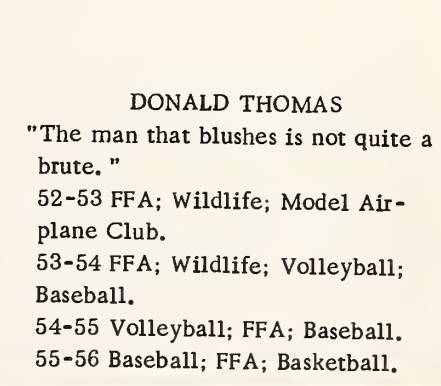 DONALD THOMAS
"The man that blushes is not quite a
brute. "
52-53 FFA; Wildlife; Model Air-
plane Club.
53-54 FFA; Wildlife; Volleyball;
Baseball.
54-55 Volleyball; FFA; Baseball.
55-56 Baseball; FFA; Basketball.